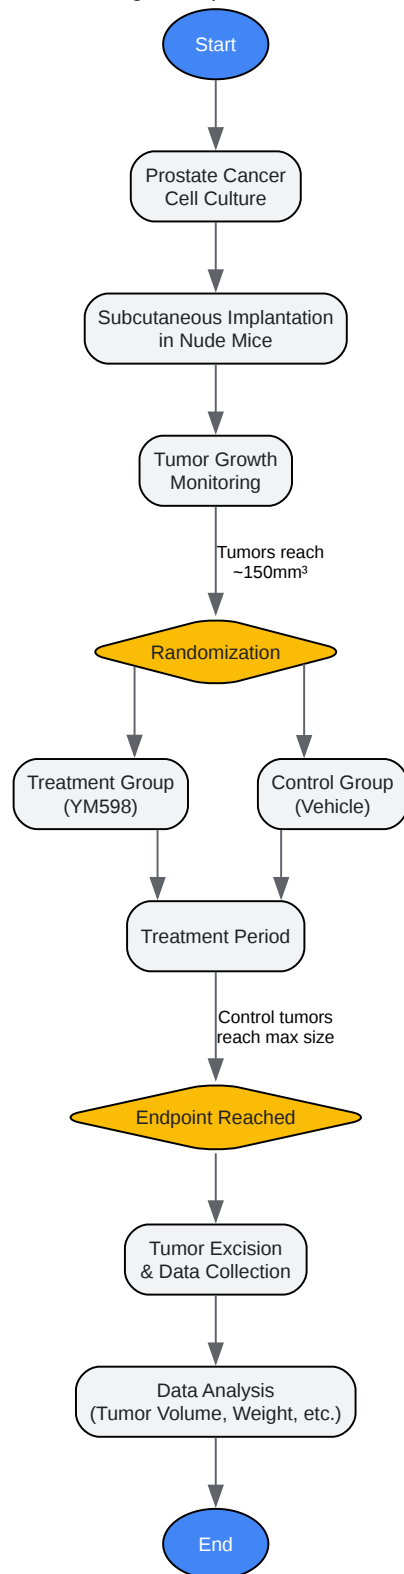 Start
Prostate Cancer
Cell Culture
Subcutaneous Implantation
in Nude Mice
Tumor Growth
Monitoring
Tumors reach
~150mm³
Randomization
Treatment Group
(YM598)
Control Group
(Vehicle)
Treatment Period
Control tumors
reach max size
Endpoint Reached
Tumor Excision
& Data Collection
Data Analysis
(Tumor Volume, Weight, etc.)
End